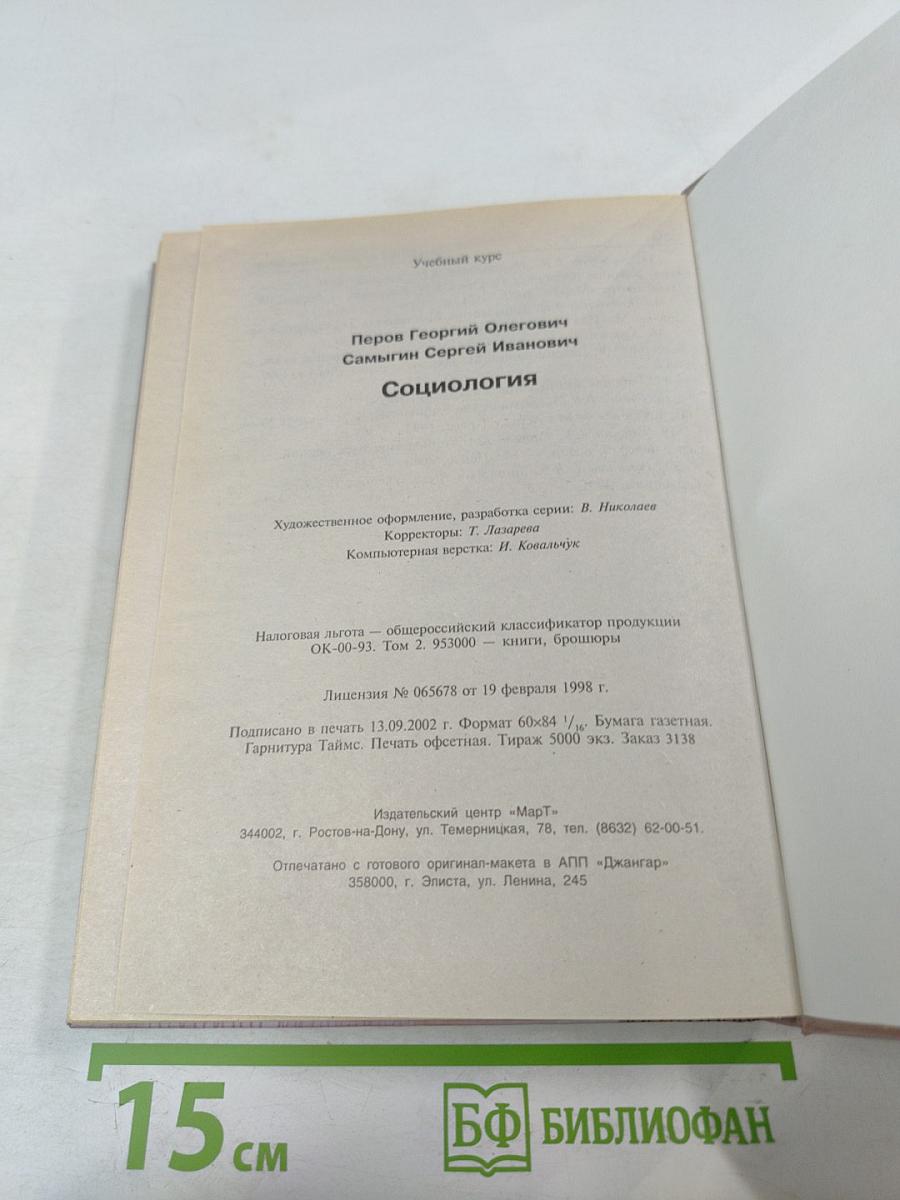 Учебный курс
Перов Георгий Олегович
Самыгин Сергей Иванович
Социология
Художественное оформление, разработка серии: В. Николаев
Корректоры: Т. Лазарева
Компьютерная верстка: И. Ковальчук
Налоговая льгота — общероссийский классификатор продукции
ОК-00-93. Том 2. 953000 — книги, брошюры
Лицензия № 065678 от 19 февраля 1998 г.
Подписано в печать 13.09.2002 г. Формат 60×84 1/16. Бумага газетная.
Гарнитура Таймс. Печать офсетная. Тираж 5000 экз. Заказ 3138
Издательский центр «МарТ»
344002, г. Ростов-на-Дону, ул. Темерницкая, 78, тел. (8632) 62-00-51.
Отпечатано с готового оригинал-макета в АПП «Джангар»
358000, г. Элиста, ул. Ленина, 245
15 см
БФ БИБЛИОФАН